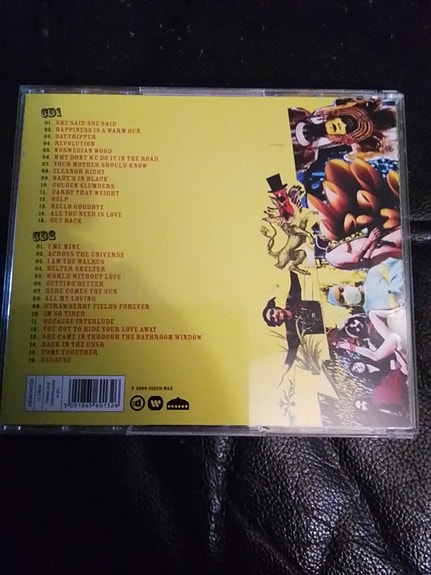 CD1
01. SHE SAID SHE SAID
02. HAPPINESS IS A WARM GUN
03. DAYTRIPPER
04. REVOLUTION
05. NORWEGIAN WOOD
06. WHY DONT WE DO IT IN THE ROAD
07. YOUR MOTHER SHOULD KNOW
08. ELEANOR RIGBY
09. BABY'S IN BLACK
10. GOLDEN SLUMBERS
11. CARRY THAT WEIGHT
12. HELP
13. HELLO GOODBYE
14. ALL YOU NEED IS LOVE
15. GET BACK
CD2
01. I ME MINE
02. ACROSS THE UNIVERSE
03. I AM THE WALRUS
04. HELTER SKELTER
05. WORLD WITHOUT LOVE
06. GETTING BETTER
07. HERE COMES THE SUN
08. ALL MY LOVING
09. STRAWBERRY FIELDS FOREVER
10. IM SO TIRED
11. BECAUSE INTERLUDE
12. YOU GOT TO HIDE YOUR LOVE AWAY
13. SHE CAME IN THROUGH THE BATHROOM WINDOW
14. BACK IN THE USSR
15. COME TOGETHER
16. BECAUSE
5 051865 601326